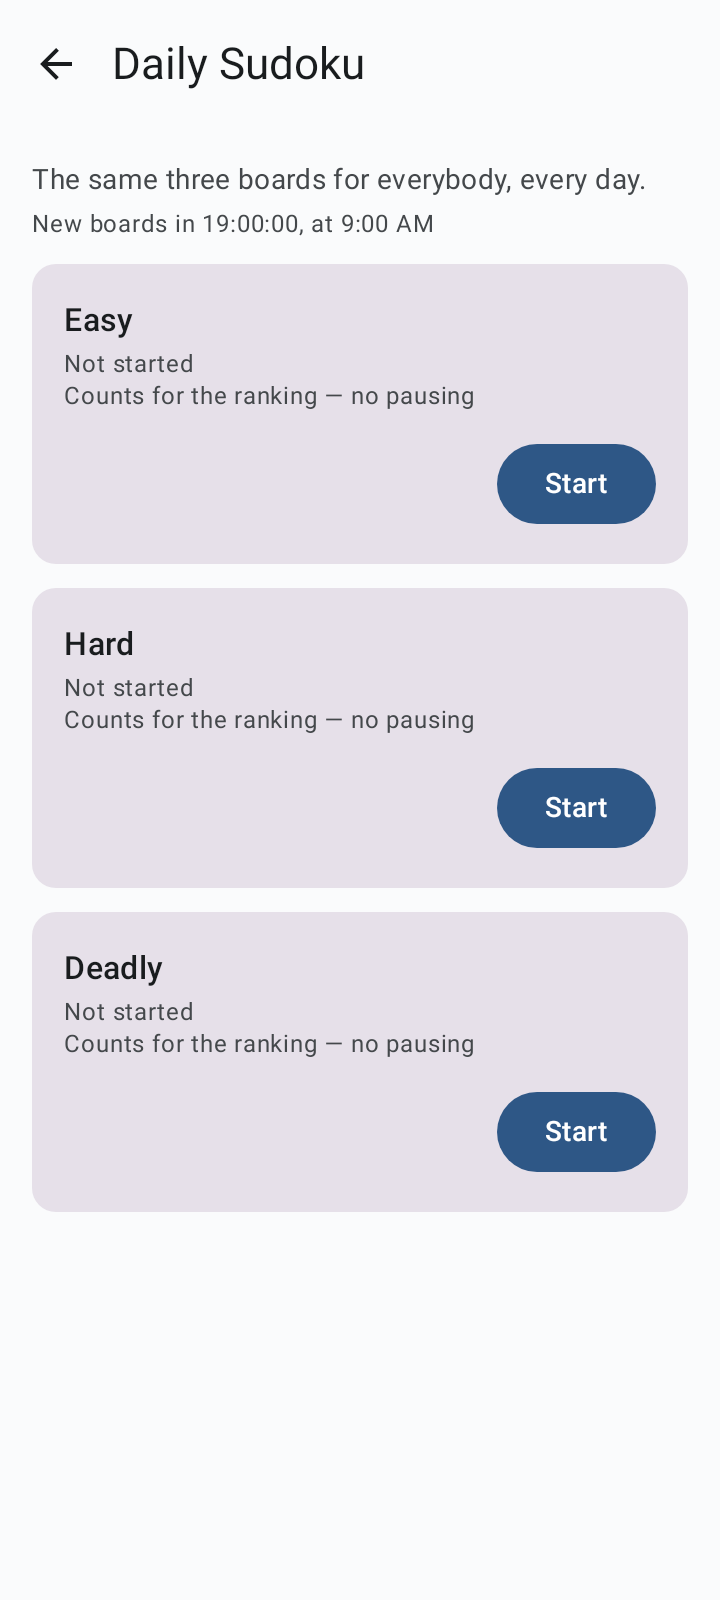 Daily Sudoku
The same three boards for everybody, every day.
New boards in 19:00:00, at 9:00 AM
Easy
Not started
Counts for the ranking — no pausing
Start
Hard
Not started
Counts for the ranking — no pausing
Start
Deadly
Not started
Counts for the ranking — no pausing
Start